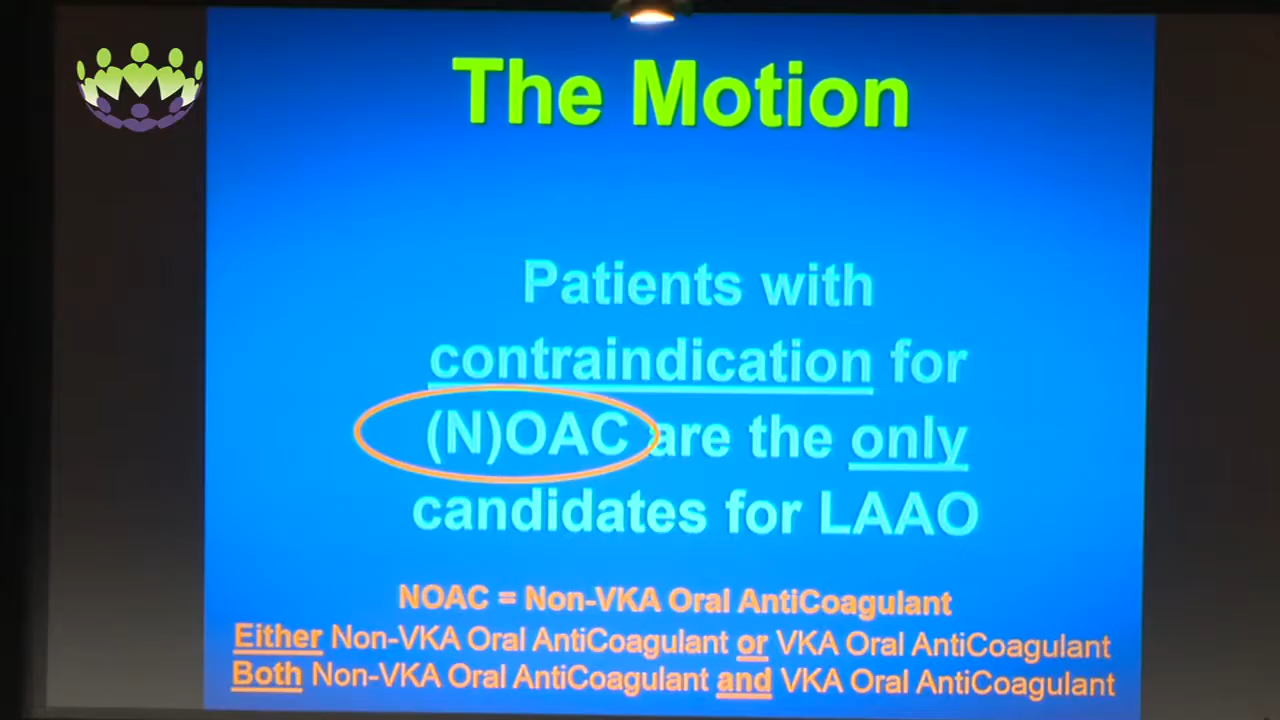 The Motion
Patients with
contraindication for
(N)OAC are the only
candidates for LAAO
NOAC = Non-VKA Oral AntiCoagulant
Either Non-VKA Oral AntiCoagulant or VKA Oral AntiCoagulant
Both Non-VKA Oral AntiCoagulant and VKA Oral AntiCoagulant